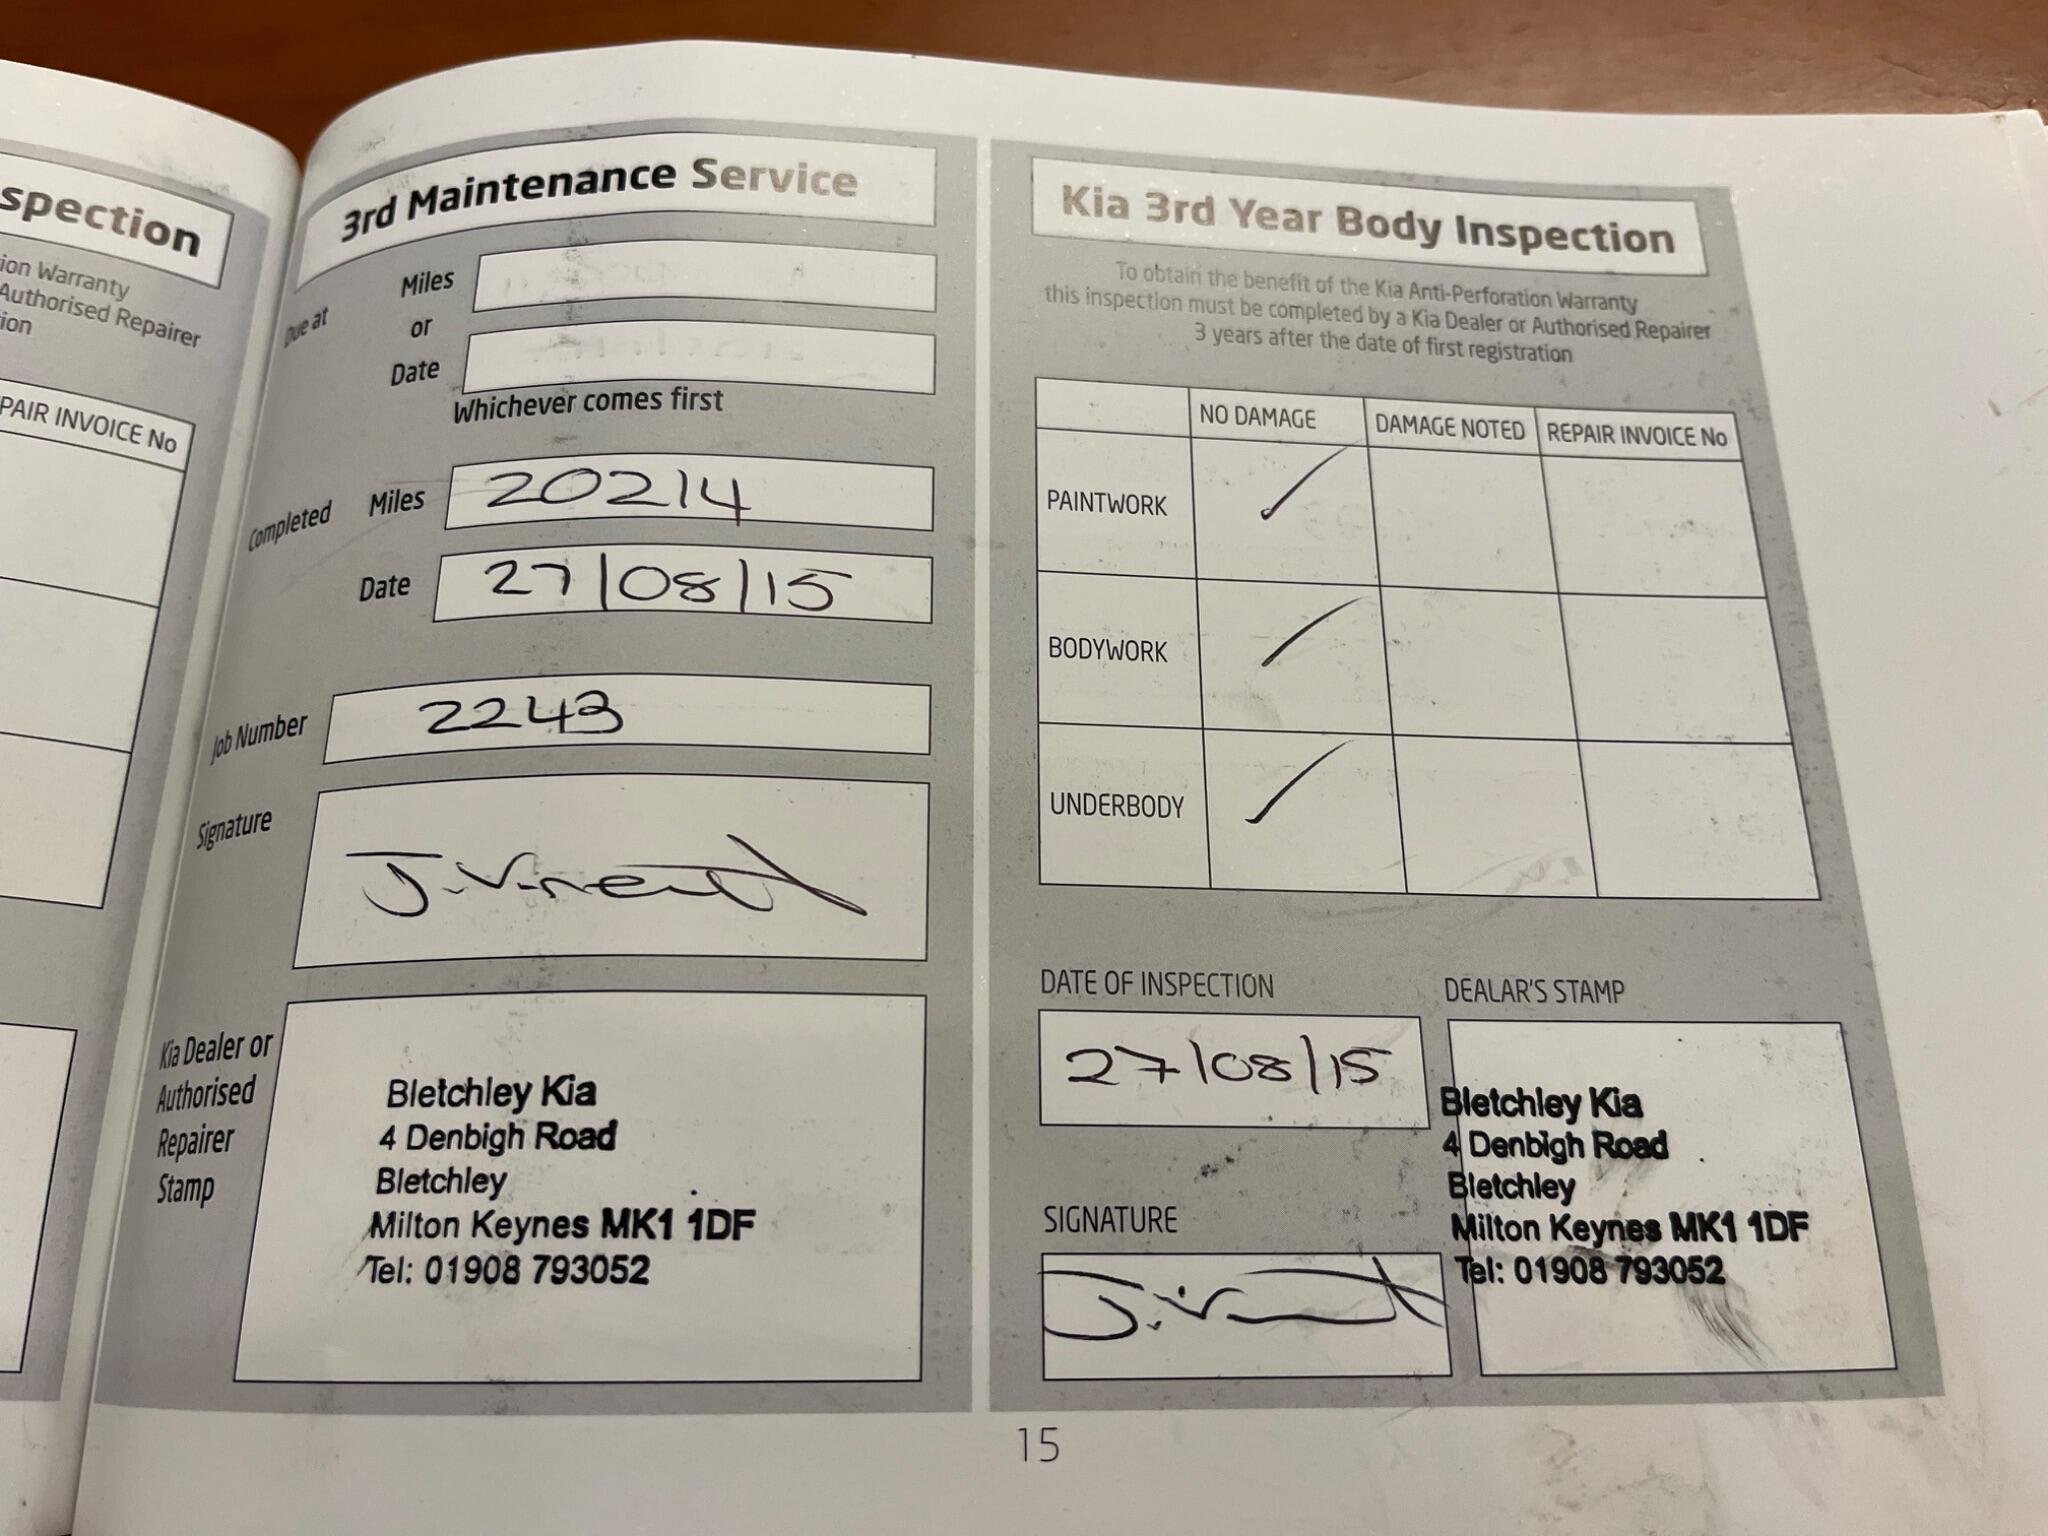 spection
ion Warranty
Authorised Repairer
ion
PAIR INVOICE No
3rd Maintenance Service
Due at
Miles
or
Date
Whichever comes first
Completed
Miles 20214
Date 27/08/15
Job Number 2243
Signature J. Vincent
Kia Dealer or
Authorised
Repairer
Stamp
Bletchley Kia
4 Denbigh Road
Bletchley
Milton Keynes MK1 1DF
Tel: 01908 793052
Kia 3rd Year Body Inspection
To obtain the benefit of the Kia Anti-Perforation Warranty
this inspection must be completed by a Kia Dealer or Authorised Repairer
3 years after the date of first registration
NO DAMAGE DAMAGE NOTED REPAIR INVOICE No
PAINTWORK ✓
BODYWORK ✓
UNDERBODY ✓
DATE OF INSPECTION
27/08/15
SIGNATURE
J. Vincent
DEALAR'S STAMP
Bletchley Kia
4 Denbigh Road
Bletchley
Milton Keynes MK1 1DF
Tel: 01908 793052
15